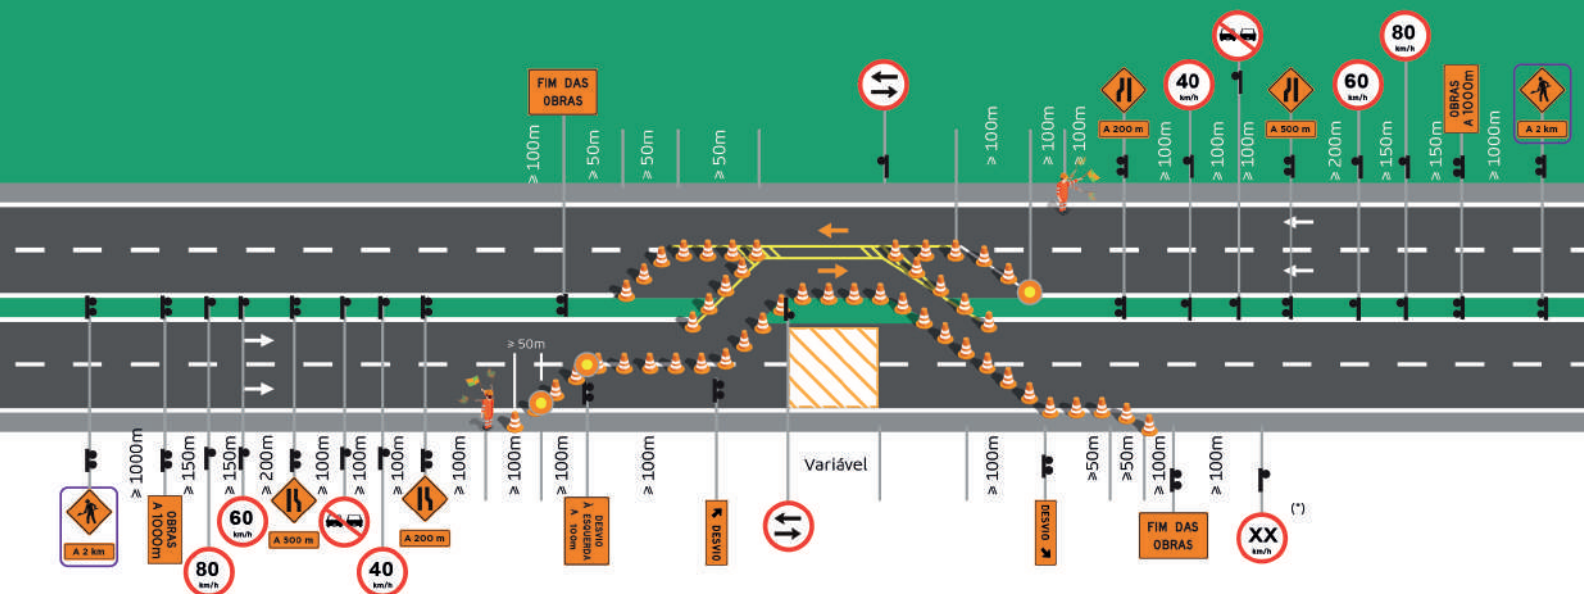 80
km/h
FIM DAS
OBRAS
40
km/h
60
km/h
OBRAS
A 1000m
A 200 m
A 500 m
A 2 km
≥ 100m
≥ 50m
≥ 50m
≥ 50m
≥ 100m
≥ 100m
≥ 100m
≥ 100m
≥ 100m
≥ 100m
≥ 200m
≥ 150m
≥ 150m
≥ 1000m
≥ 50m
≥ 1000m
≥ 150m
≥ 150m
≥ 200m
≥ 100m
≥ 100m
≥ 100m
≥ 100m
≥ 100m
≥ 100m
≥ 100m
Variável
≥ 100m
≥50m
≥50m
≥ 100m
≥ 100m
A 2 km
OBRAS
A 1000m
80
km/h
60
km/h
A 500 m
40
km/h
A 200 m
DESVIO
À ESQUERDA
A 100m
DESVIO
DESVIO
FIM DAS
OBRAS
XX
km/h
(*)